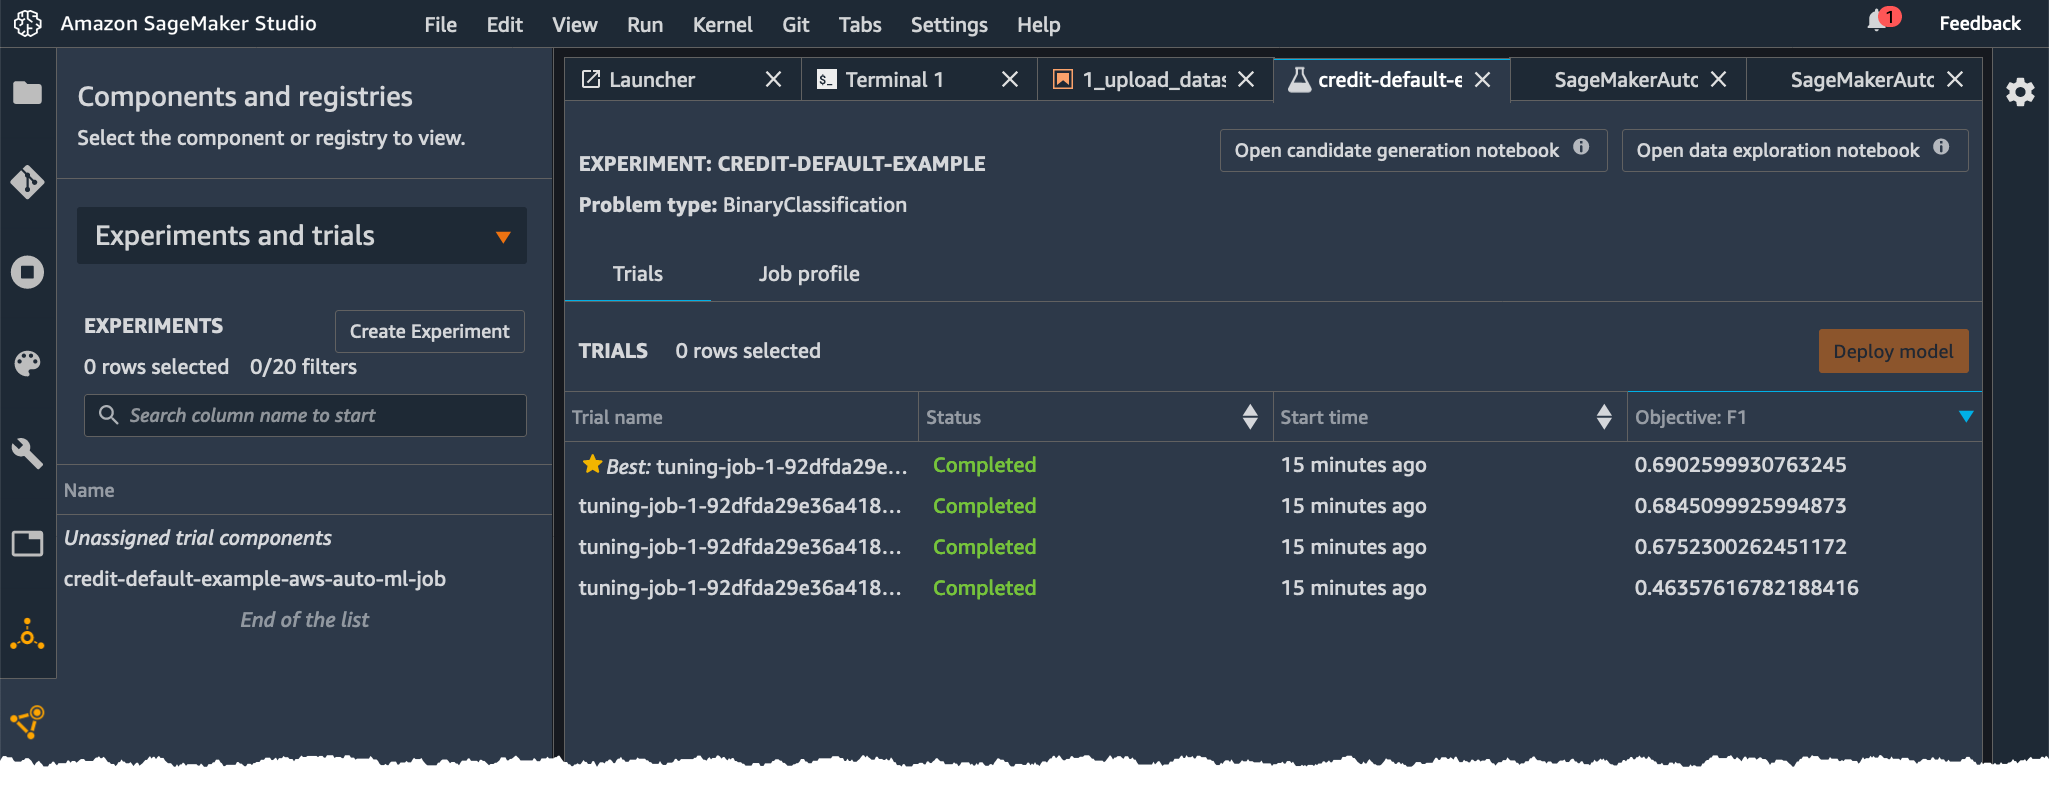 Amazon SageMaker Studio File Edit View Run Kernel Git Tabs Settings Help 1 Feedback
Components and registries
Select the component or registry to view.
Experiments and trials
EXPERIMENTS Create Experiment
0 rows selected 0/20 filters
Search column name to start
Name
Unassigned trial components
credit-default-example-aws-auto-ml-job
End of the list
Launcher $_ Terminal 1 1_upload_datas credit-default-e SageMakerAuto SageMakerAuto
Open candidate generation notebook Open data exploration notebook
EXPERIMENT: CREDIT-DEFAULT-EXAMPLE
Problem type: BinaryClassification
Trials Job profile
TRIALS 0 rows selected Deploy model
Trial name Status Start time Objective: F1
Best: tuning-job-1-92dfda29e... Completed 15 minutes ago 0.6902599930763245
tuning-job-1-92dfda29e36a418... Completed 15 minutes ago 0.6845099925994873
tuning-job-1-92dfda29e36a418... Completed 15 minutes ago 0.6752300262451172
tuning-job-1-92dfda29e36a418... Completed 15 minutes ago 0.46357616782188416